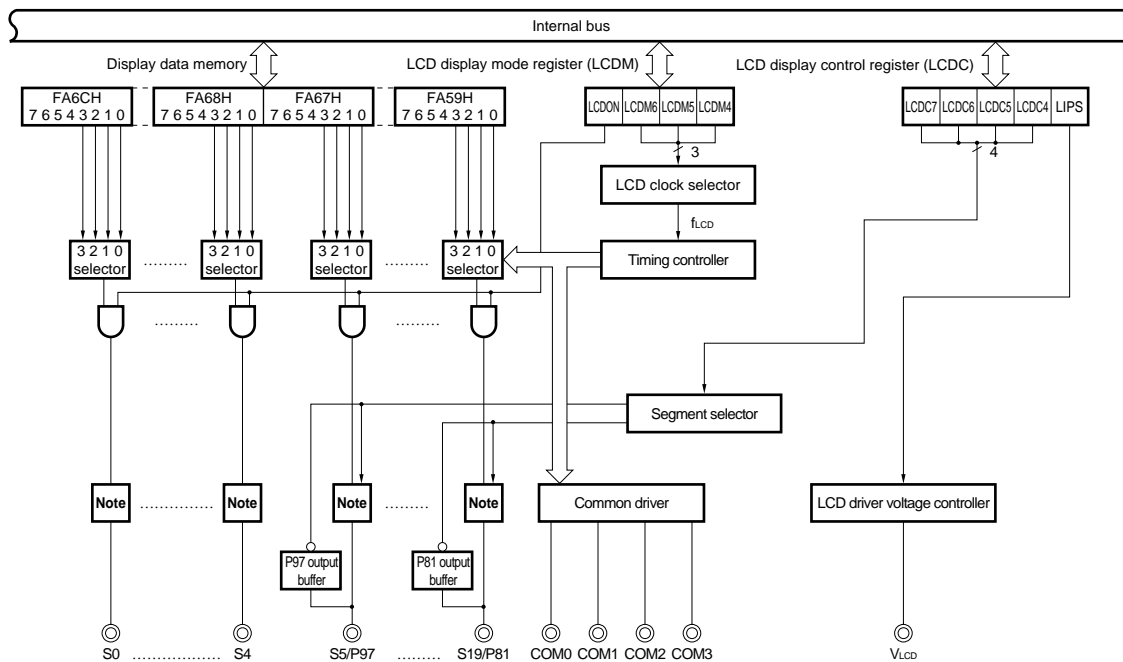 Internal bus
Display data memory
LCD display mode register (LCDM)
LCD display control register (LCDC)
FA6CH
7 6 5 4 3 2 1 0
FA68H
7 6 5 4 3 2 1 0
FA67H
7 6 5 4 3 2 1 0
FA59H
7 6 5 4 3 2 1 0
LCDON LCDM6 LCDM5 LCDM4
LCDC7 LCDC6 LCDC5 LCDC4 LIPS
3
4
LCD clock selector
fLCD
3 2 1 0
selector
.........
3 2 1 0
selector
3 2 1 0
selector
.........
3 2 1 0
selector
Timing controller
.........
.........
Segment selector
Note
...............
Note
Note
.........
Note
Common driver
LCD driver voltage controller
P97 output
buffer
P81 output
buffer
S0 .................. S4 S5/P97 ......... S19/P81 COM0 COM1 COM2 COM3 VLCD